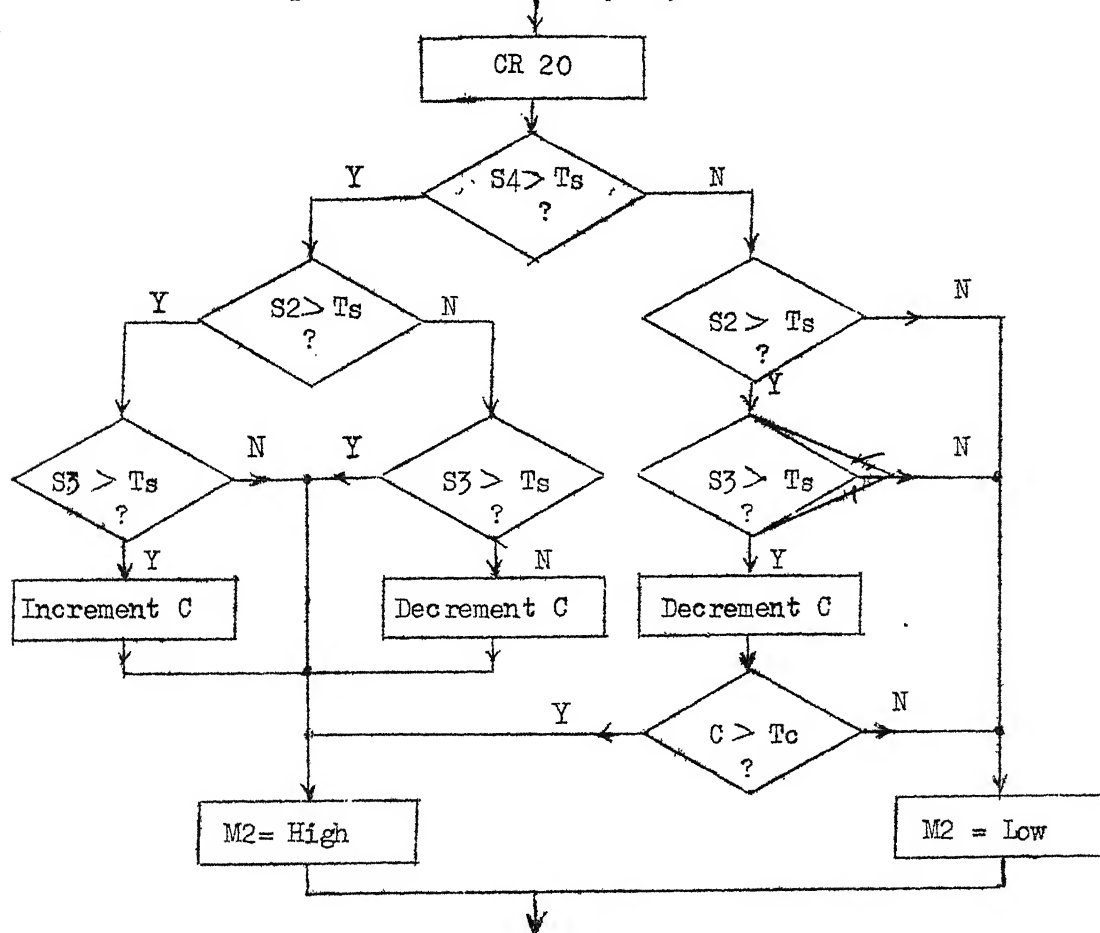 CR 20
S4> Ts
?
Y
N
S2> Ts
?
Y
N
S2 > Ts
?
N
Y
S3 > Ts
?
N
Y
Y
S3 > Ts
?
N
S3 > Ts
?
N
Y
Increment C
Decrement C
Decrement C
C > Tc
?
Y
N
M2= High
M2 = Low